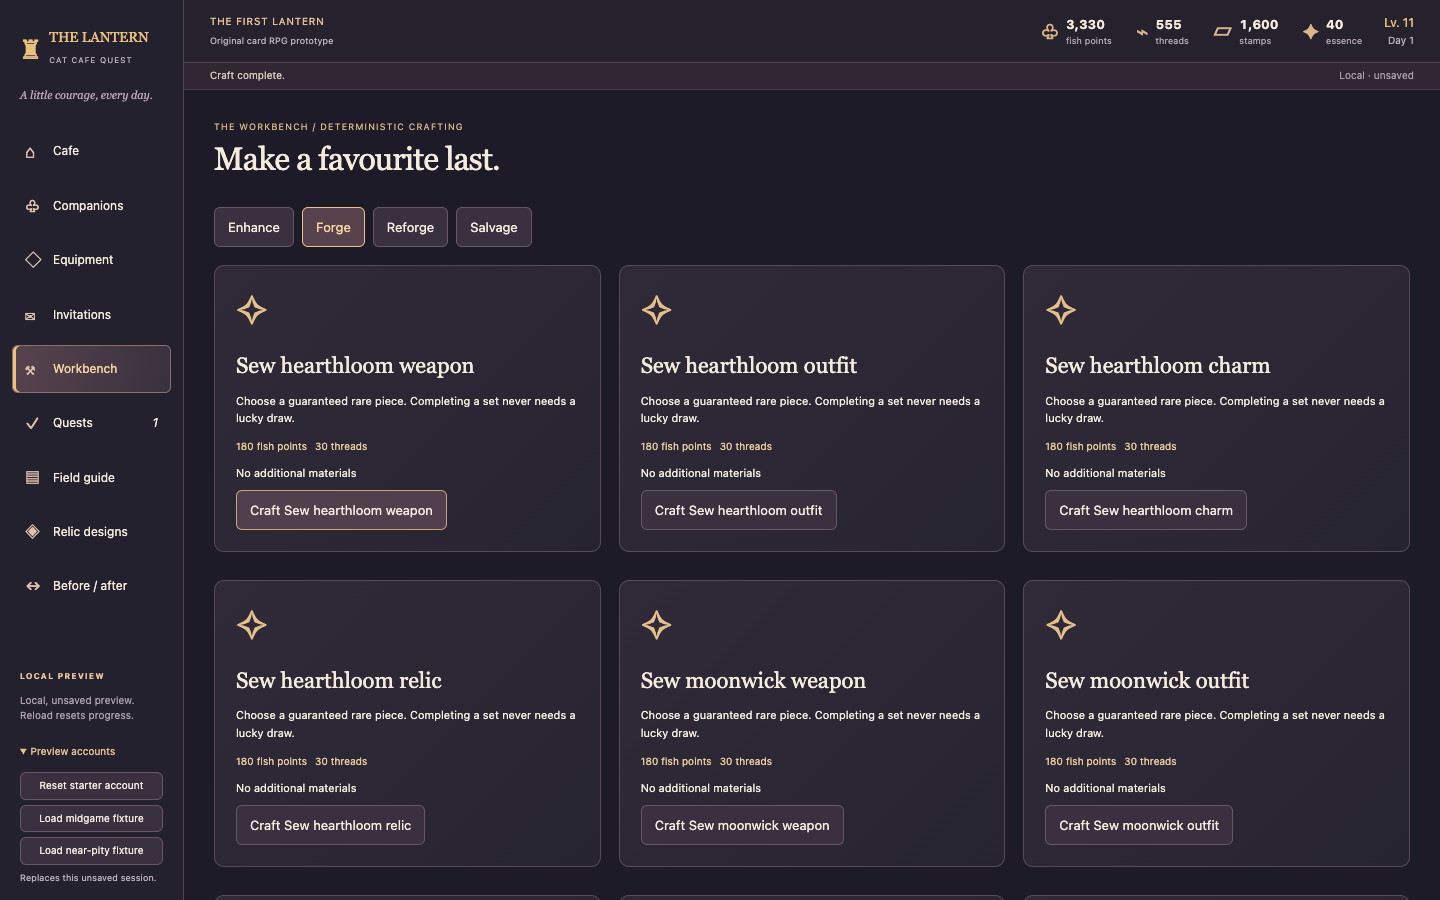 THE LANTERN
CAT CAFE QUEST
A little courage, every day.
Cafe
Companions
Equipment
Invitations
Workbench
Quests 1
Field guide
Relic designs
Before / after
LOCAL PREVIEW
Local, unsaved preview.
Reload resets progress.
▼ Preview accounts
Reset starter account
Load midgame fixture
Load near-pity fixture
Replaces this unsaved session.
THE FIRST LANTERN
Original card RPG prototype
3,330
fish points
555
threads
1,600
stamps
40
essence
Lv. 11
Day 1
Craft complete.
Local · unsaved
THE WORKBENCH / DETERMINISTIC CRAFTING
Make a favourite last.
Enhance Forge Reforge Salvage
Sew hearthloom weapon
Choose a guaranteed rare piece. Completing a set never needs a
lucky draw.
180 fish points 30 threads
No additional materials
Craft Sew hearthloom weapon
Sew hearthloom outfit
Choose a guaranteed rare piece. Completing a set never needs a
lucky draw.
180 fish points 30 threads
No additional materials
Craft Sew hearthloom outfit
Sew hearthloom charm
Choose a guaranteed rare piece. Completing a set never needs a
lucky draw.
180 fish points 30 threads
No additional materials
Craft Sew hearthloom charm
Sew hearthloom relic
Choose a guaranteed rare piece. Completing a set never needs a
lucky draw.
180 fish points 30 threads
No additional materials
Craft Sew hearthloom relic
Sew moonwick weapon
Choose a guaranteed rare piece. Completing a set never needs a
lucky draw.
180 fish points 30 threads
No additional materials
Craft Sew moonwick weapon
Sew moonwick outfit
Choose a guaranteed rare piece. Completing a set never needs a
lucky draw.
180 fish points 30 threads
No additional materials
Craft Sew moonwick outfit